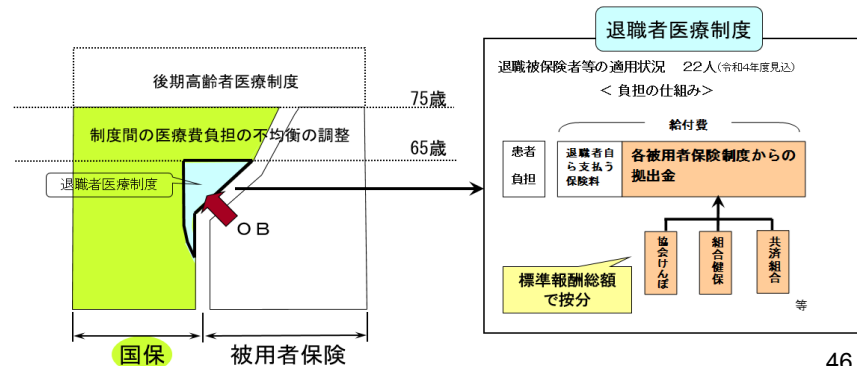 後期高齢者医療制度
75歳
制度間の医療費負担の不均衡の調整
65歳
退職者医療制度
OB
国保
被用者保険
退職者医療制度
退職被保険者等の適用状況 22人(令和4年度見込)
< 負担の仕組み>
給付費
患者
負担
退職者自
ら支払う
保険料
各被用者保険制度からの
拠出金
協会けんぽ
組合健保
共済組合
等
標準報酬総額
で按分
46